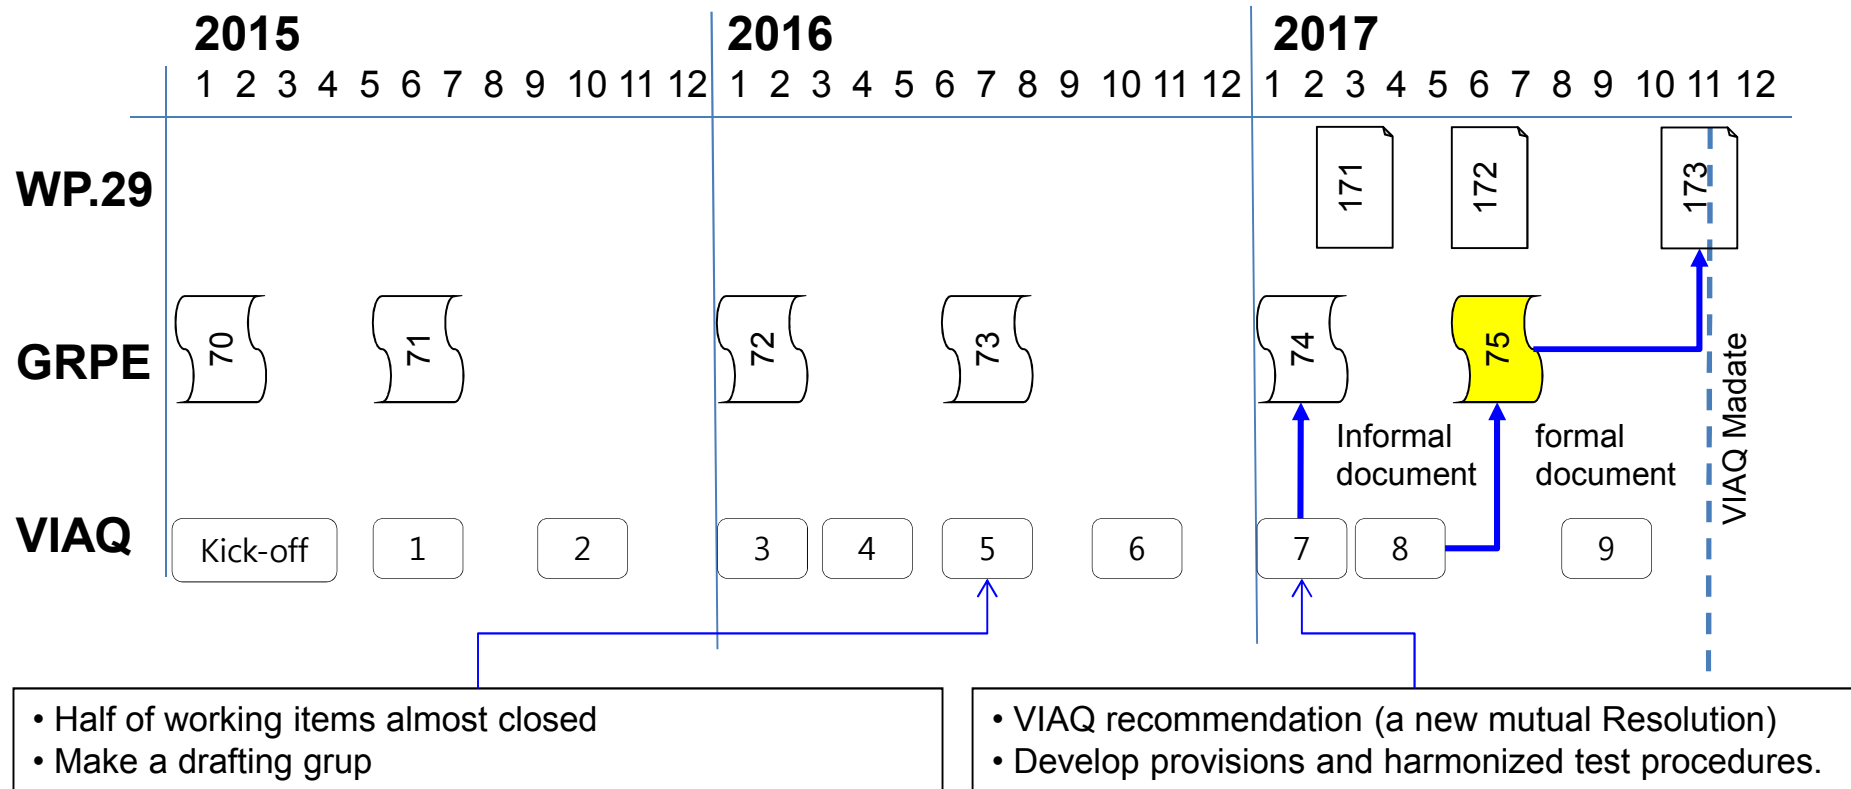 2015 2016 2017
1 2 3 4 5 6 7 8 9 10 11 12 1 2 3 4 5 6 7 8 9 10 11 12 1 2 3 4 5 6 7 8 9 10 11 12
WP.29 171 172 173
GRPE 70 71 72 73 74 75
VIAQ Madate
Informal
document
formal
document
VIAQ Kick-off 1 2 3 4 5 6 7 8 9
• Half of working items almost closed
• Make a drafting grup
• VIAQ recommendation (a new mutual Resolution)
• Develop provisions and harmonized test procedures.